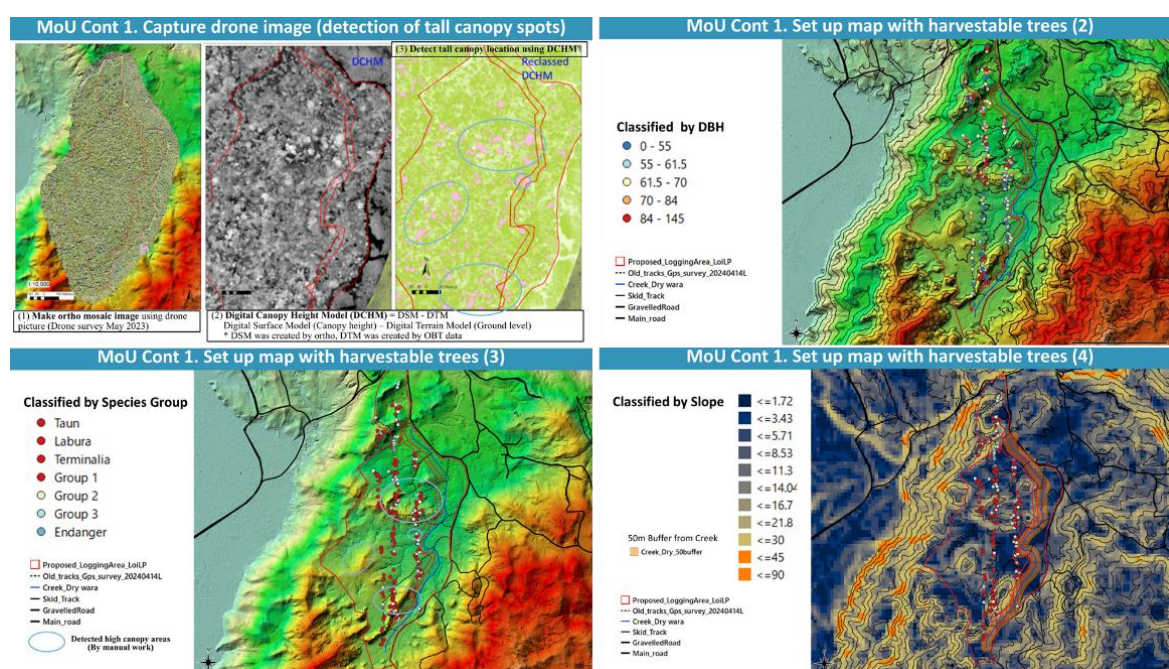 MoU Cont 1. Capture drone image (detection of tall canopy spots)
DCHM
(3) Detect tall canopy location using DCHM
Reclassed
DCHM
1:10,000
(1) Make ortho mosaic image using drone
picture (Drone survey May 2023)
(2) Digital Canopy Height Model (DCHM) = DSM - DTM
Digital Surface Model (Canopy height) – Digital Terrain Model (Ground level)
* DSM was created by ortho, DTM was created by OBT data
MoU Cont 1. Set up map with harvestable trees (2)
Classified by DBH
0 - 55
55 - 61.5
61.5 - 70
70 - 84
84 - 145
Proposed_LoggingArea_LoiLP
Old_tracks_Gps_survey_20240414L
Creek_Dry wara
Skid_Track
GravelledRoad
Main_road
MoU Cont 1. Set up map with harvestable trees (3)
Classified by Species Group
Taun
Labura
Terminalia
Group 1
Group 2
Group 3
Endanger
Proposed_LoggingArea_LoiLP
Old_tracks_Gps_survey_20240414L
Creek_Dry wara
Skid_Track
GravelledRoad
Main_road
Detected high canopy areas
(By manual work)
MoU Cont 1. Set up map with harvestable trees (4)
Classified by Slope
<=1.72
<=3.43
<=5.71
<=8.53
<=11.3
<=14.04
<=16.7
<=21.8
<=30
<=45
<=90
50m Buffer from Creek
Creek_Dry_50buffer
Proposed_LoggingArea_LoiLP
Old_tracks_Gps_survey_20240414L
Creek_Dry wara
Skid_Track
GravelledRoad
Main_road